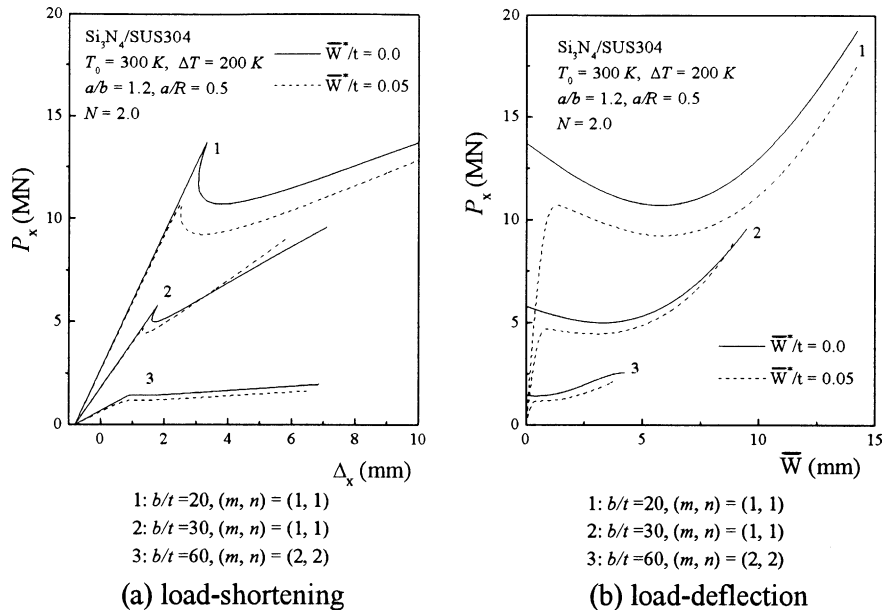 20
15
10
5
0
P_x (MN)
Si₃N₄/SUS304
T₀ = 300 K, ΔT = 200 K
a/b = 1.2, a/R = 0.5
N = 2.0
W̅*/t = 0.0
W̅*/t = 0.05
1
2
3
0 2 4 6 8 10
Δ_x (mm)
1: b/t =20, (m, n) = (1, 1)
2: b/t =30, (m, n) = (1, 1)
3: b/t =60, (m, n) = (2, 2)
(a) load-shortening
20
15
10
5
0
P_x (MN)
Si₃N₄/SUS304
T₀ = 300 K, ΔT = 200 K
a/b = 1.2, a/R = 0.5
N = 2.0
1
2
3
W̅*/t = 0.0
W̅*/t = 0.05
0 5 10 15
W̅ (mm)
1: b/t =20, (m, n) = (1, 1)
2: b/t =30, (m, n) = (1, 1)
3: b/t =60, (m, n) = (2, 2)
(b) load-deflection